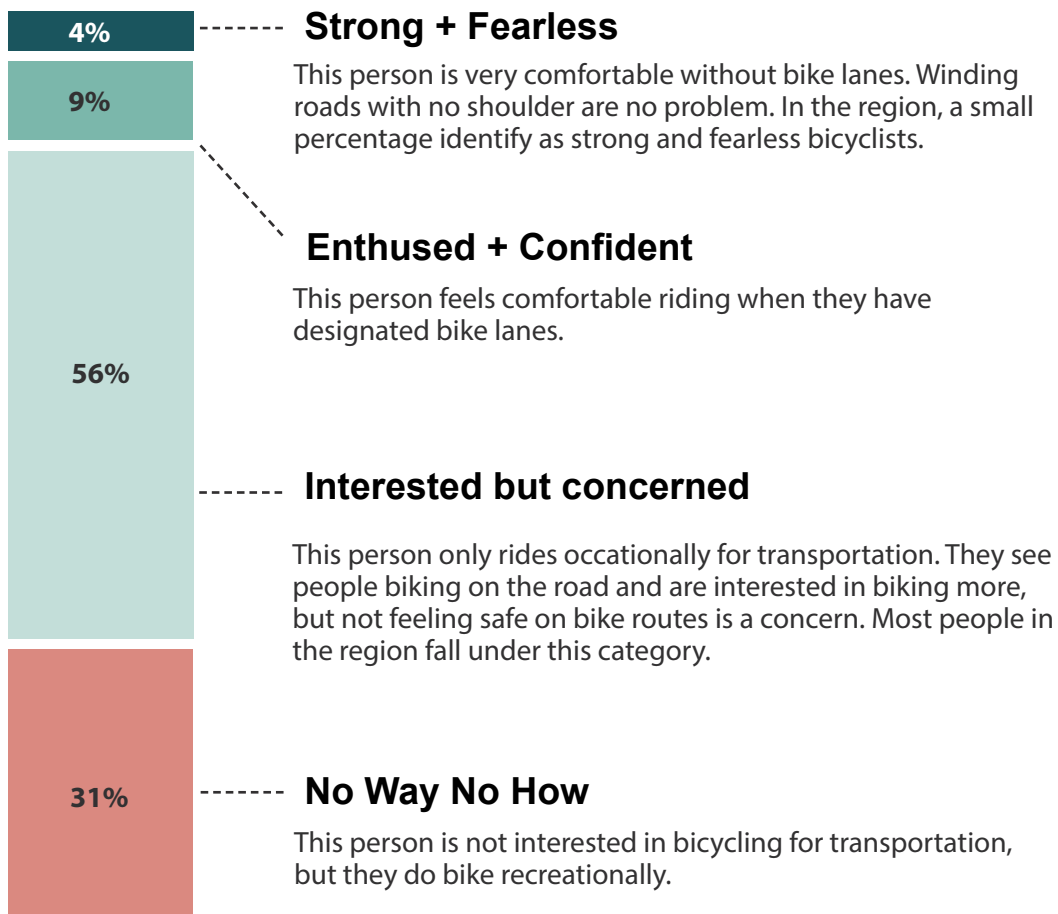 4%
Strong + Fearless
This person is very comfortable without bike lanes. Winding
roads with no shoulder are no problem. In the region, a small
percentage identify as strong and fearless bicyclists.
9%
Enthused + Confident
This person feels comfortable riding when they have
designated bike lanes.
56%
Interested but concerned
This person only rides occationally for transportation. They see
people biking on the road and are interested in biking more,
but not feeling safe on bike routes is a concern. Most people in
the region fall under this category.
31%
No Way No How
This person is not interested in bicycling for transportation,
but they do bike recreationally.